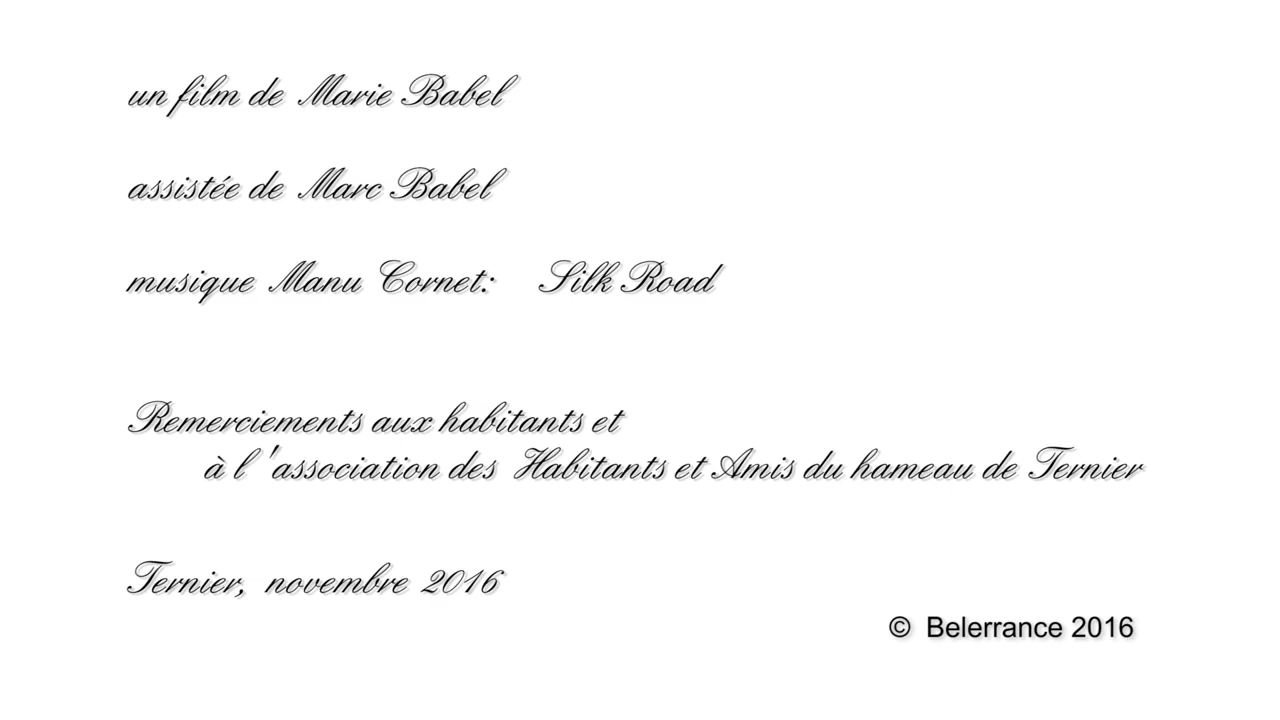 un film de Marie Babel
assistée de Marc Babel
musique Manu Cornet: Silk Road
Remerciements aux habitants et
à l 'association des Habitants et Amis du hameau de Ternier
Ternier, novembre 2016
© Belerrance 2016